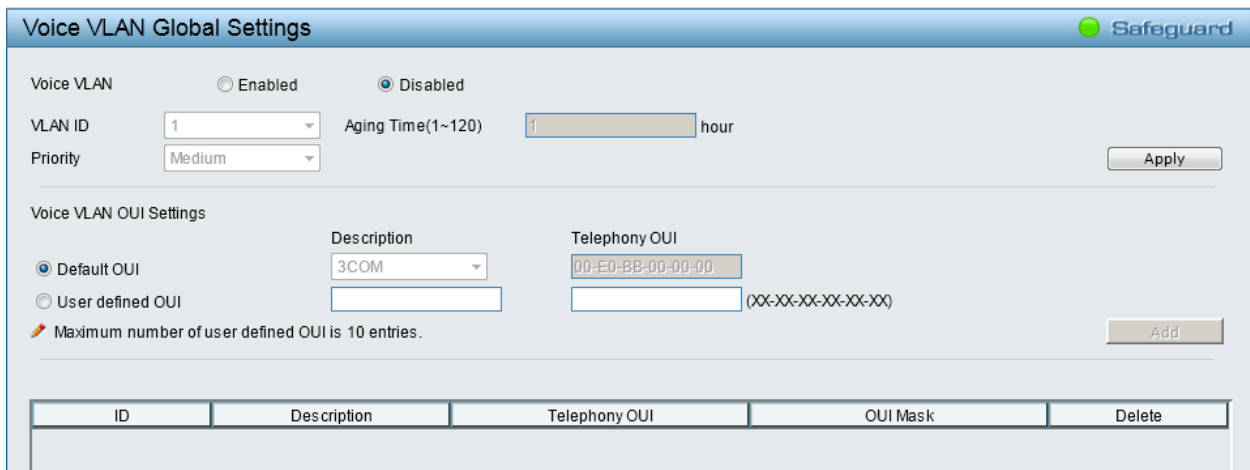 Voice VLAN Global Settings
Safeguard
Voice VLAN Enabled Disabled
VLAN ID 1 Aging Time(1~120) 1 hour
Priority Medium Apply
Voice VLAN OUI Settings
Description Telephony OUI
Default OUI 3COM 00-E0-BB-00-00-00
User defined OUI (XX-XX-XX-XX-XX-XX)
Maximum number of user defined OUI is 10 entries. Add
ID Description Telephony OUI OUI Mask Delete